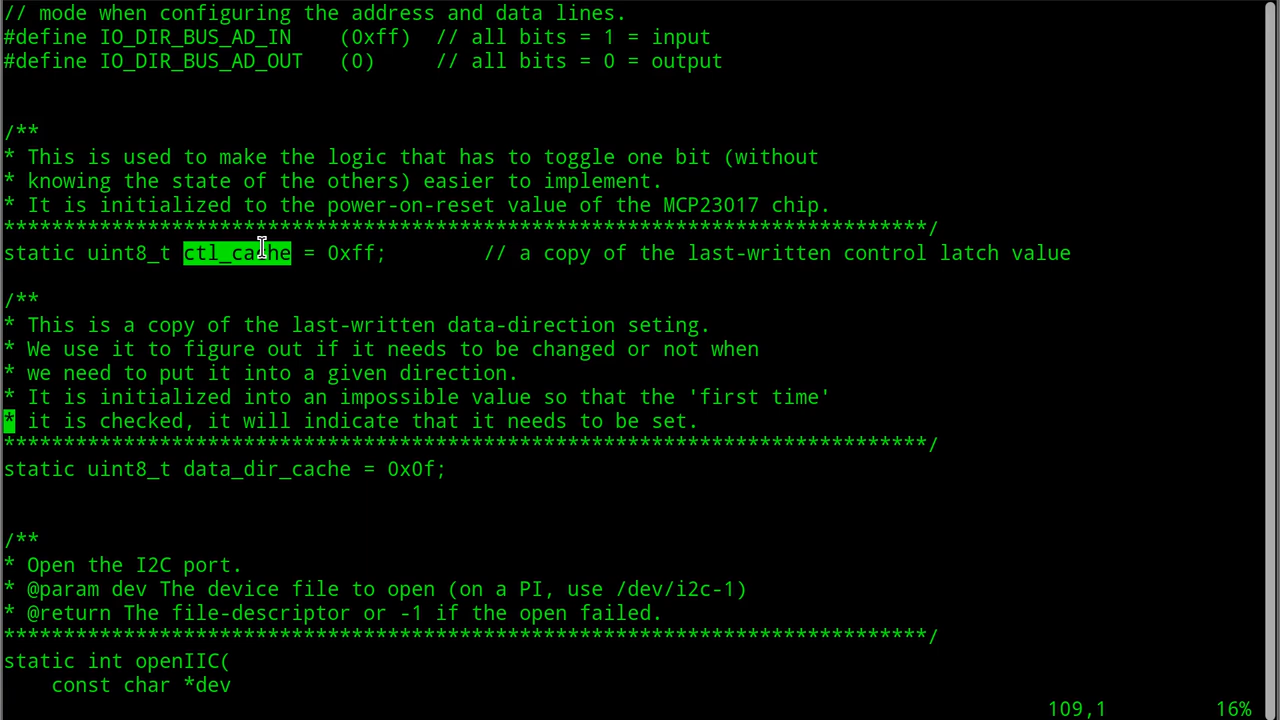 // mode when configuring the address and data lines.
#define IO_DIR_BUS_AD_IN    (0xff)  // all bits = 1 = input
#define IO_DIR_BUS_AD_OUT   (0)     // all bits = 0 = output
/**
* This is used to make the logic that has to toggle one bit (without
* knowing the state of the others) easier to implement.
* It is initialized to the power-on-reset value of the MCP23017 chip.
*****************************************************************************/
static uint8_t ctl_cache = 0xff;        // a copy of the last-written control latch value
/**
* This is a copy of the last-written data-direction seting.
* We use it to figure out if it needs to be changed or not when
* we need to put it into a given direction.
* It is initialized into an impossible value so that the 'first time'
* it is checked, it will indicate that it needs to be set.
*****************************************************************************/
static uint8_t data_dir_cache = 0x0f;
/**
* Open the I2C port.
* @param dev The device file to open (on a PI, use /dev/i2c-1)
* @return The file-descriptor or -1 if the open failed.
*****************************************************************************/
static int openIIC(
    const char *dev
109,1         16%